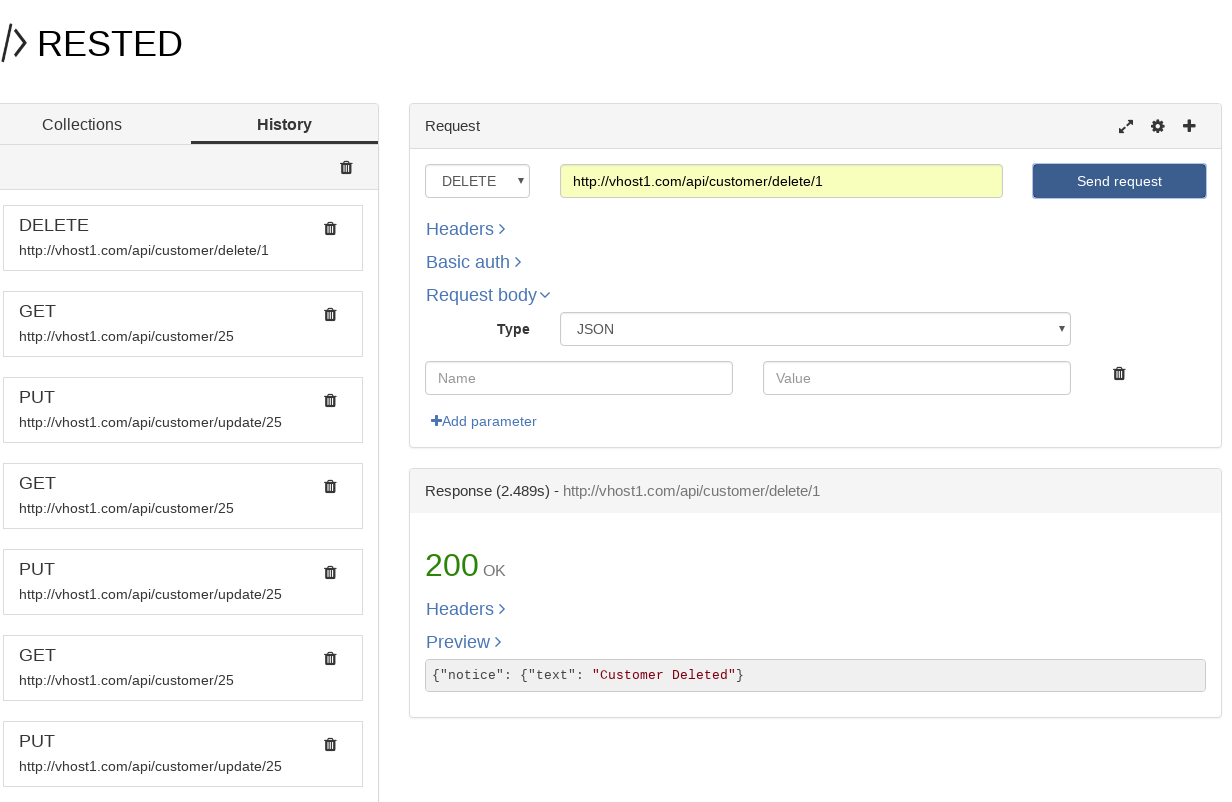 RESTED
Collections History
DELETE
http://vhost1.com/api/customer/delete/1
GET
http://vhost1.com/api/customer/25
PUT
http://vhost1.com/api/customer/update/25
GET
http://vhost1.com/api/customer/25
PUT
http://vhost1.com/api/customer/update/25
GET
http://vhost1.com/api/customer/25
PUT
http://vhost1.com/api/customer/update/25
Request
DELETE http://vhost1.com/api/customer/delete/1 Send request
Headers
Basic auth
Request body
Type JSON
Name Value
Add parameter
Response (2.489s) - http://vhost1.com/api/customer/delete/1
200 OK
Headers
Preview
{"notice": {"text": "Customer Deleted"}